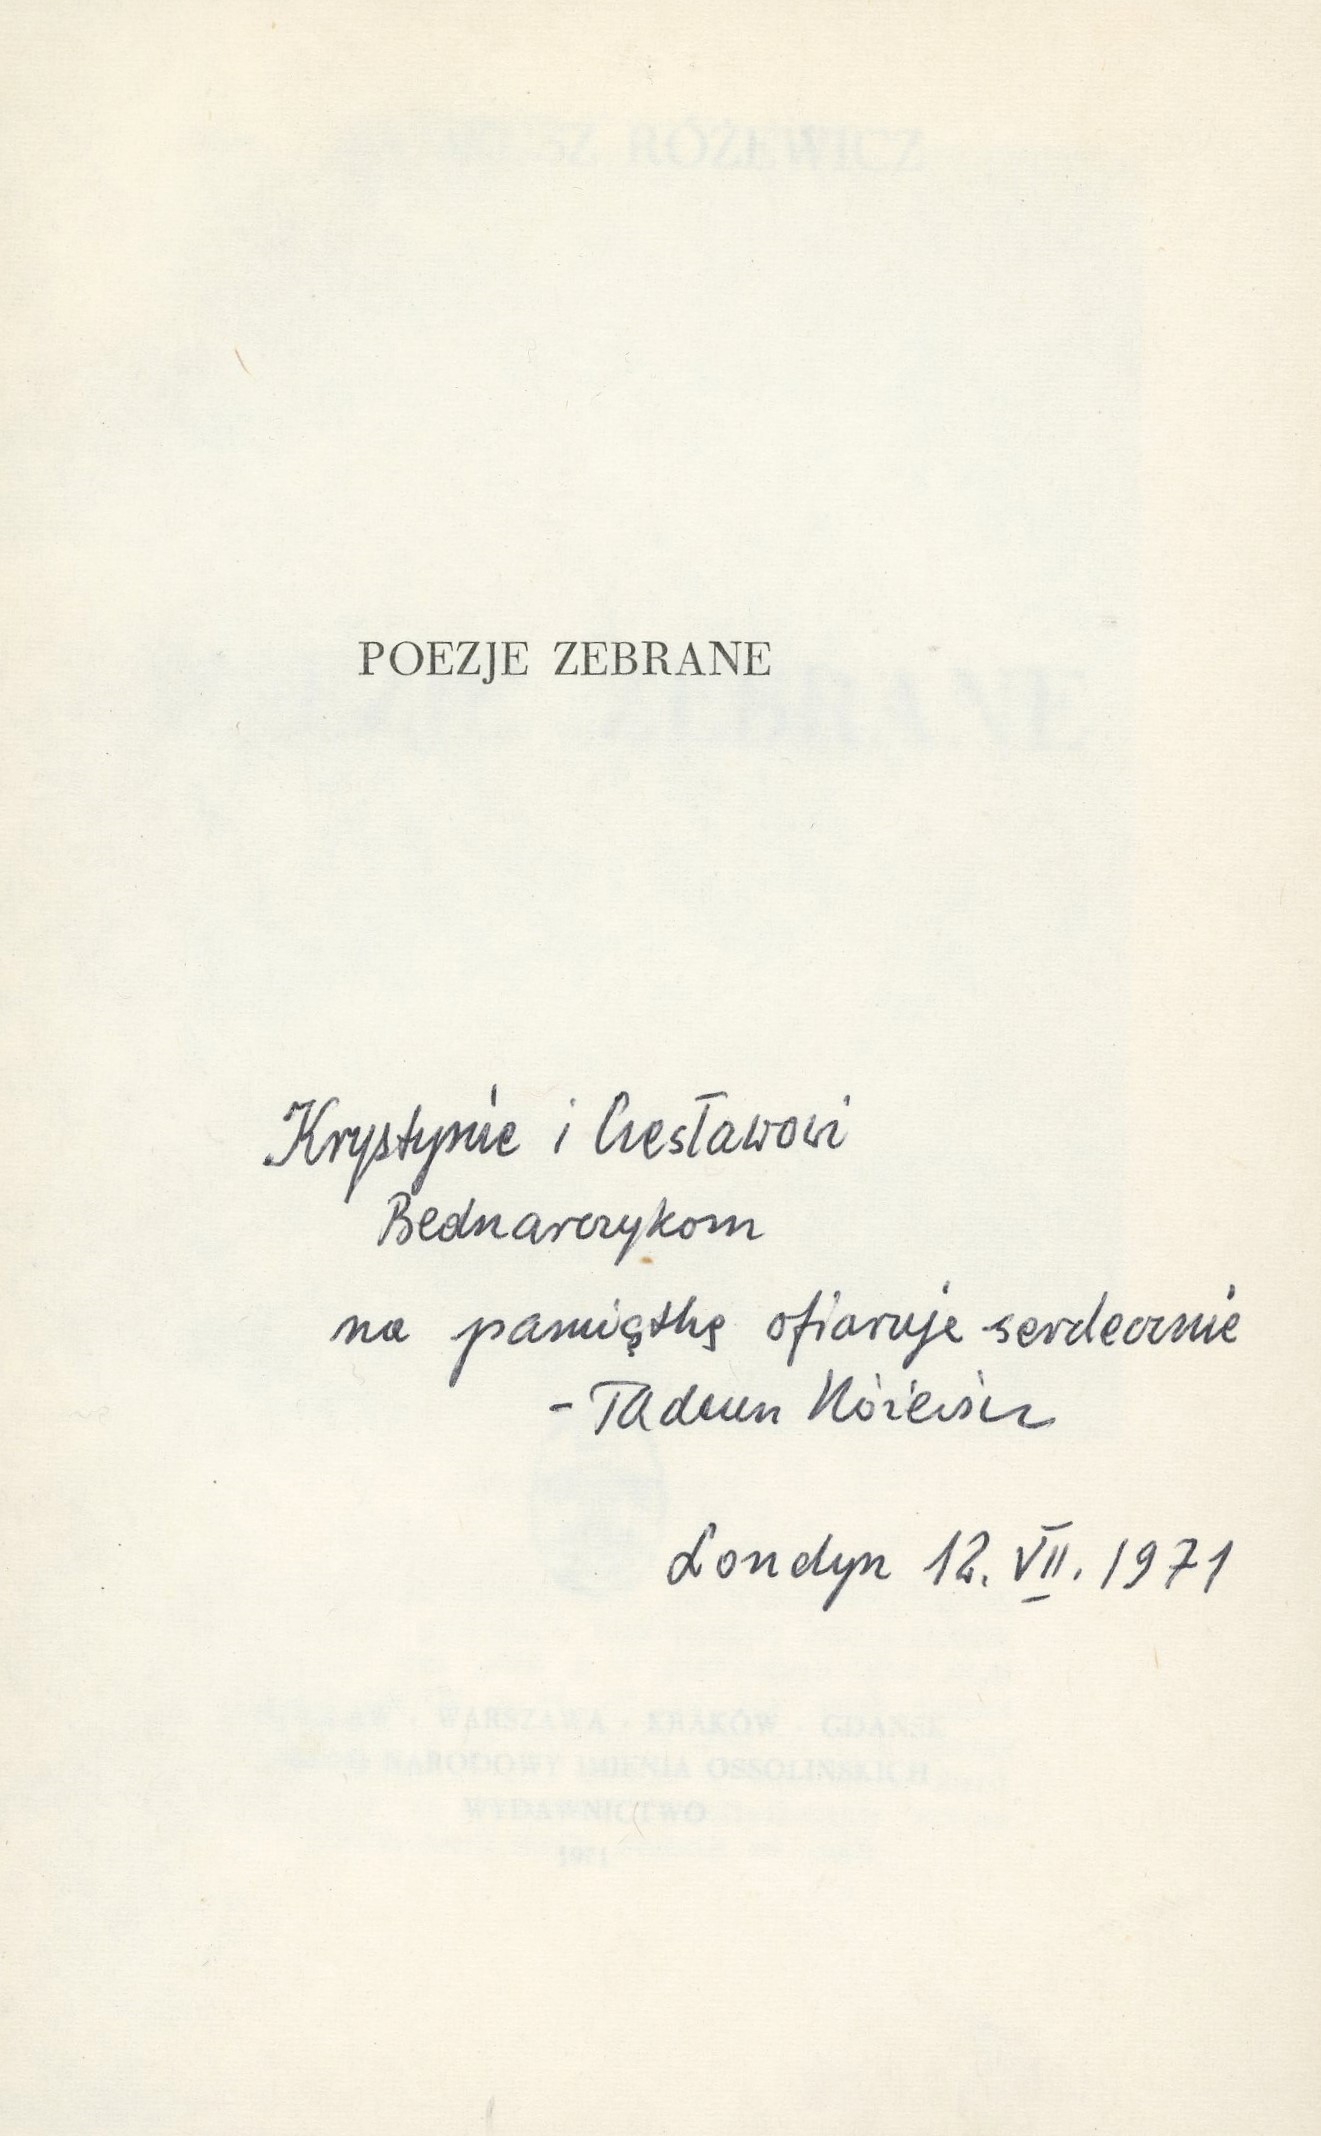 POEZJE ZEBRANE
Krystynie i Czesławowi
Bednarczykom
na pamiątkę ofiaruje serdecznie
- Tadeusz Różewicz
Londyn 12. VII. 1971